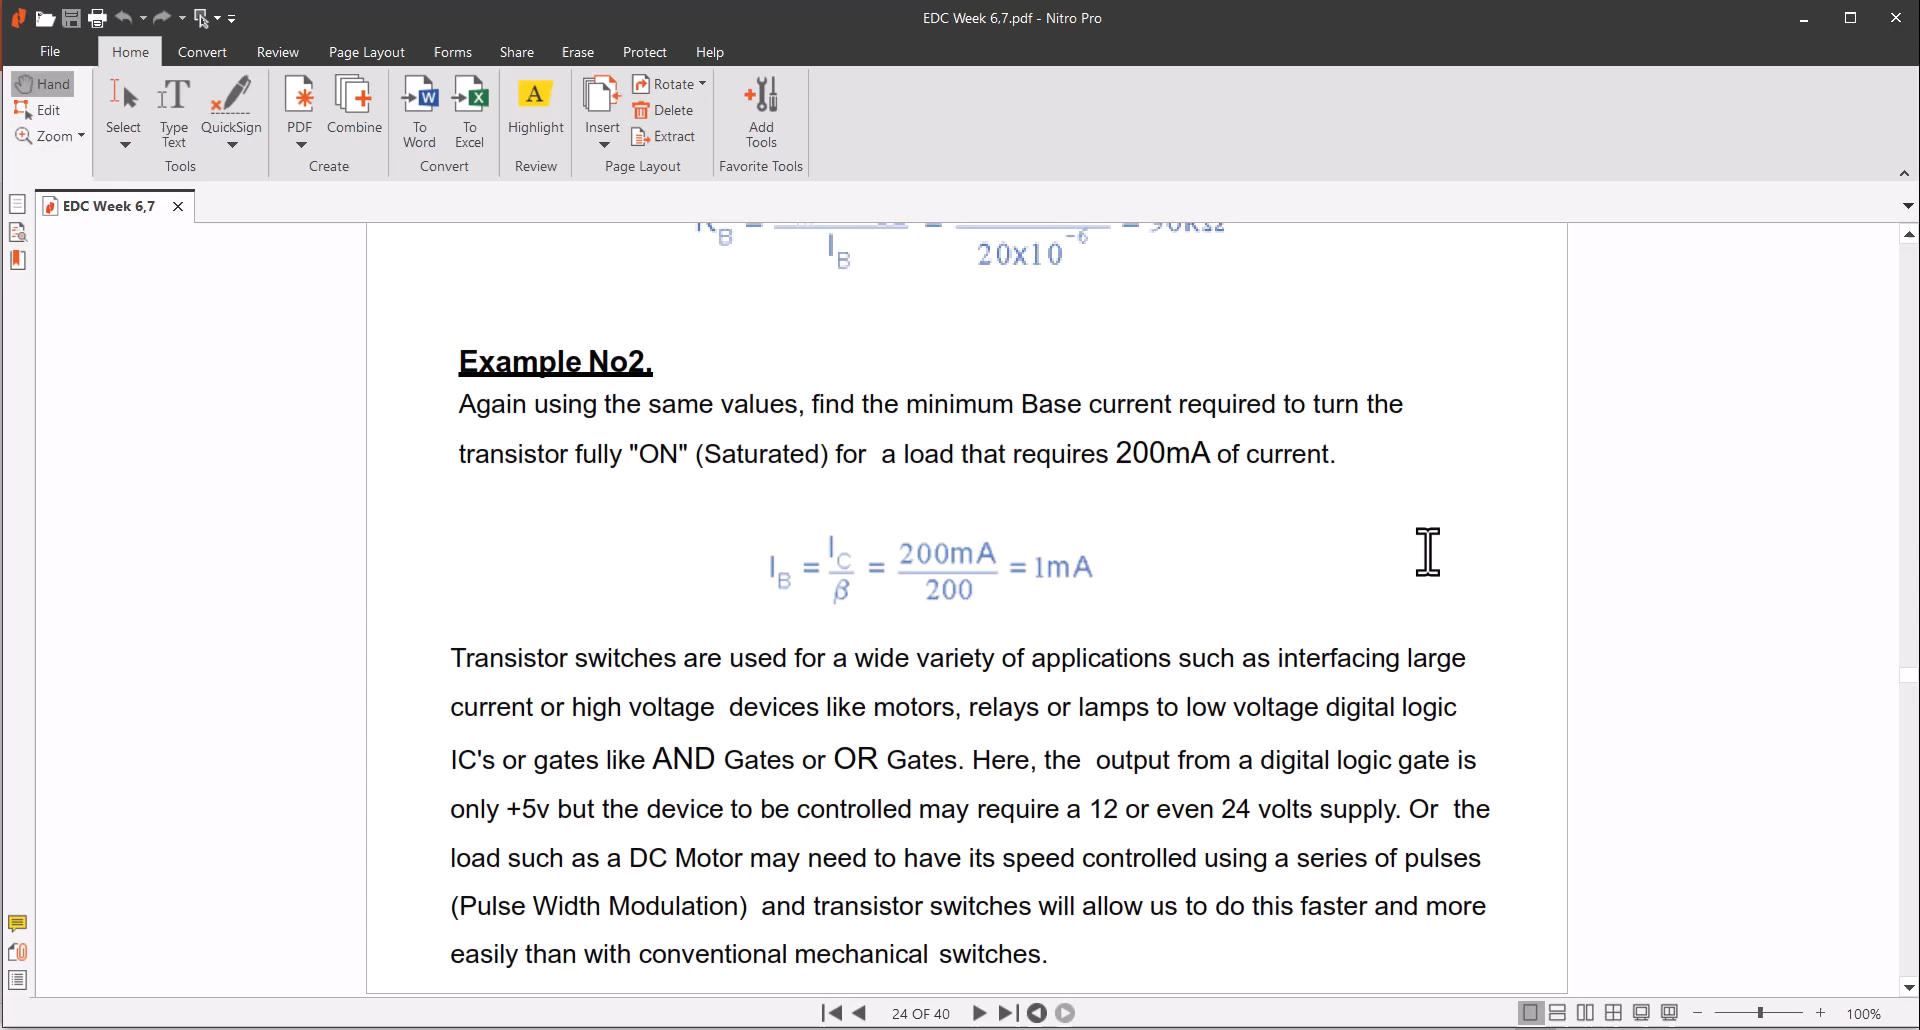 EDC Week 6,7.pdf - Nitro Pro
File Home Convert Review Page Layout Forms Share Erase Protect Help
Hand
Edit
Zoom
Select
Type Text
QuickSign
Tools
PDF
Combine
Create
To Word
To Excel
Convert
Highlight
Review
Insert
Rotate
Delete
Extract
Page Layout
Add Tools
Favorite Tools
EDC Week 6,7
I_B = 20x10^-6
Example No2.
Again using the same values, find the minimum Base current required to turn the
transistor fully "ON" (Saturated) for a load that requires 200mA of current.
I_B = I_C / β = 200mA / 200 = 1mA
Transistor switches are used for a wide variety of applications such as interfacing large
current or high voltage devices like motors, relays or lamps to low voltage digital logic
IC's or gates like AND Gates or OR Gates. Here, the output from a digital logic gate is
only +5v but the device to be controlled may require a 12 or even 24 volts supply. Or the
load such as a DC Motor may need to have its speed controlled using a series of pulses
(Pulse Width Modulation) and transistor switches will allow us to do this faster and more
easily than with conventional mechanical switches.
24 OF 40
100%